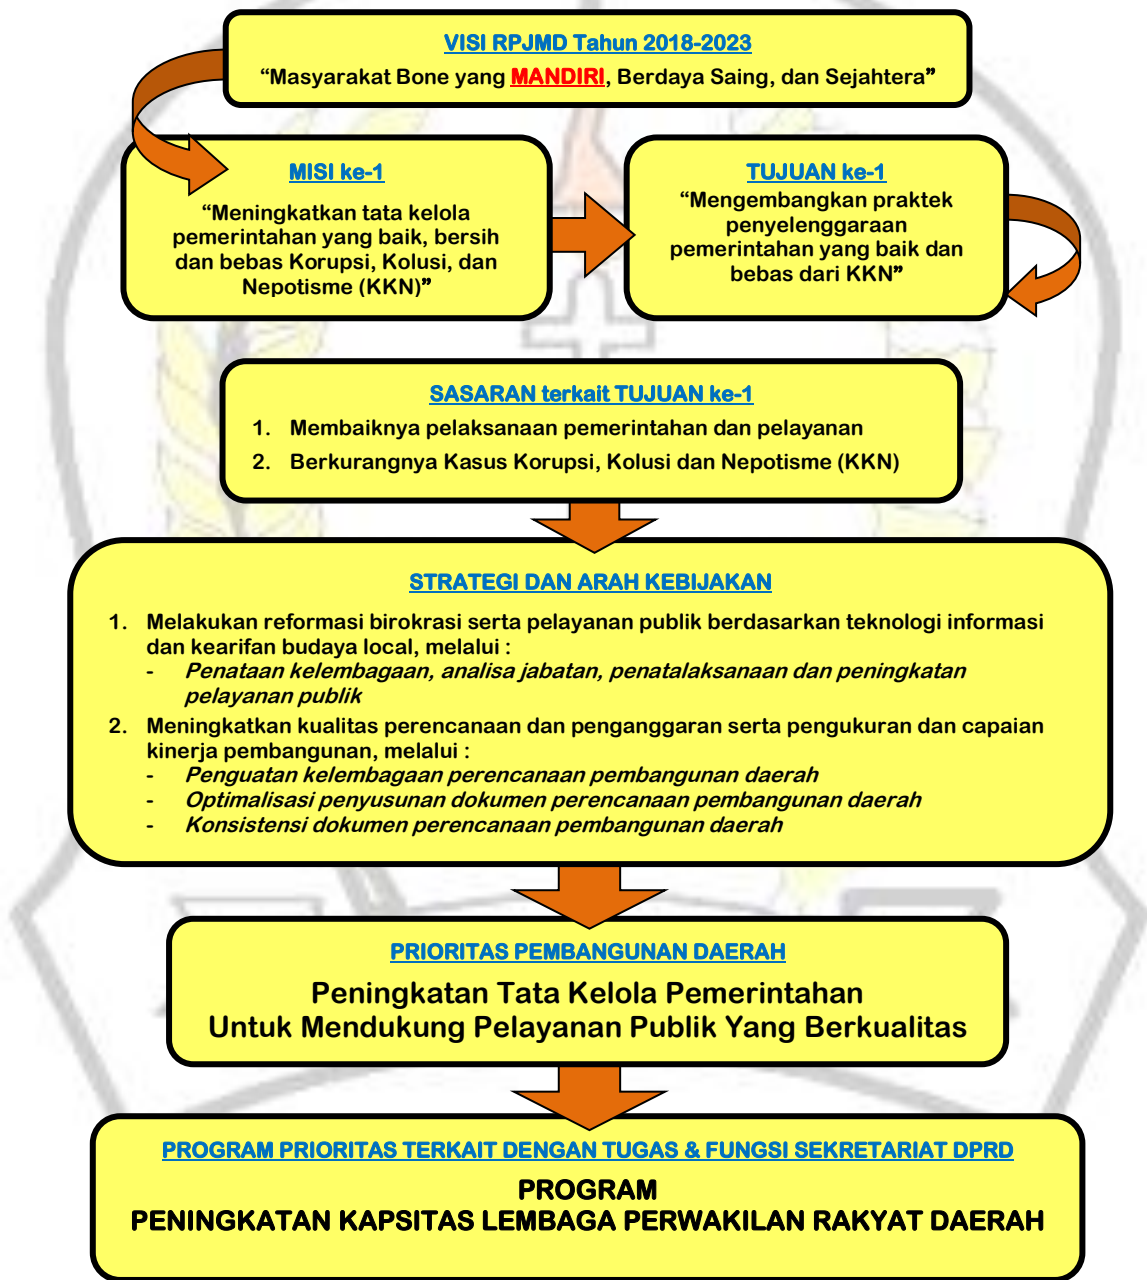 VISI RPJMD Tahun 2018-2023
“Masyarakat Bone yang MANDIRI, Berdaya Saing, dan Sejahtera”
MISI ke-1
“Meningkatkan tata kelola
pemerintahan yang baik, bersih
dan bebas Korupsi, Kolusi, dan
Nepotisme (KKN)”
TUJUAN ke-1
“Mengembangkan praktek
penyelenggaraan
pemerintahan yang baik dan
bebas dari KKN”
SASARAN terkait TUJUAN ke-1
1. Membaiknya pelaksanaan pemerintahan dan pelayanan
2. Berkurangnya Kasus Korupsi, Kolusi dan Nepotisme (KKN)
STRATEGI DAN ARAH KEBIJAKAN
1. Melakukan reformasi birokrasi serta pelayanan publik berdasarkan teknologi informasi
dan kearifan budaya local, melalui :
- Penataan kelembagaan, analisa jabatan, penatalaksanaan dan peningkatan
pelayanan publik
2. Meningkatkan kualitas perencanaan dan penganggaran serta pengukuran dan capaian
kinerja pembangunan, melalui :
- Penguatan kelembagaan perencanaan pembangunan daerah
- Optimalisasi penyusunan dokumen perencanaan pembangunan daerah
- Konsistensi dokumen perencanaan pembangunan daerah
PRIORITAS PEMBANGUNAN DAERAH
Peningkatan Tata Kelola Pemerintahan
Untuk Mendukung Pelayanan Publik Yang Berkualitas
PROGRAM PRIORITAS TERKAIT DENGAN TUGAS & FUNGSI SEKRETARIAT DPRD
PROGRAM
PENINGKATAN KAPSITAS LEMBAGA PERWAKILAN RAKYAT DAERAH